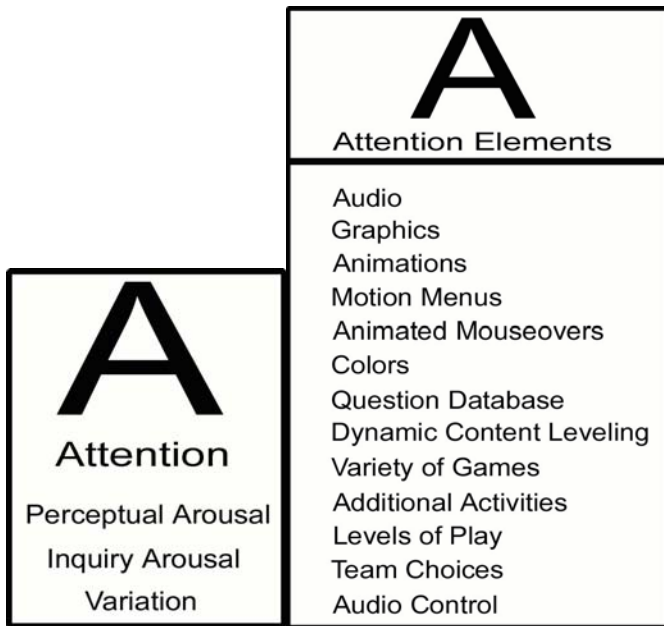 A
Attention
Perceptual Arousal
Inquiry Arousal
Variation
A
Attention Elements
Audio
Graphics
Animations
Motion Menus
Animated Mouseovers
Colors
Question Database
Dynamic Content Leveling
Variety of Games
Additional Activities
Levels of Play
Team Choices
Audio Control